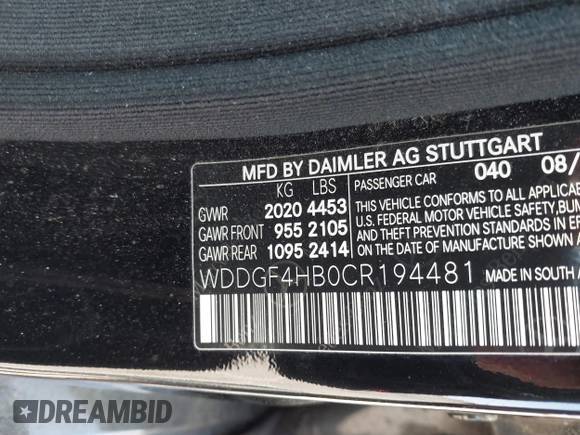 MFD BY DAIMLER AG STUTTGART
KG LBS PASSENGER CAR 040 08/
GVWR 2020 4453 THIS VEHICLE CONFORMS TO ALL APPLICABLE
GAWR FRONT 955 2105 U.S. FEDERAL MOTOR VEHICLE SAFETY,
GAWR REAR 1095 2414 AND THEFT PREVENTION STANDARDS IN
ON THE DATE OF MANUFACTURE SHOWN
WDDGF4HB0CR194481 MADE IN SOUTH
DREAMBID